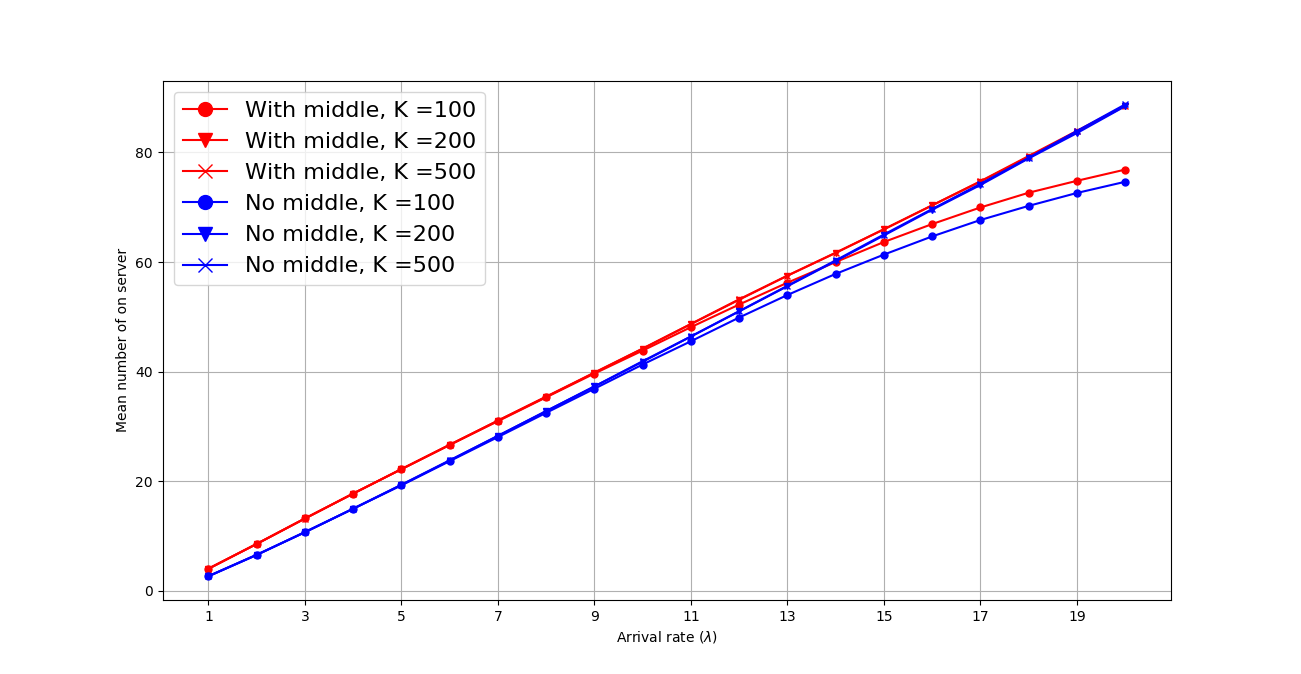 With middle, K =100
With middle, K =200
With middle, K =500
No middle, K =100
No middle, K =200
No middle, K =500
Mean number of on server
80
60
40
20
0
1 3 5 7 9 11 13 15 17 19
Arrival rate (λ)